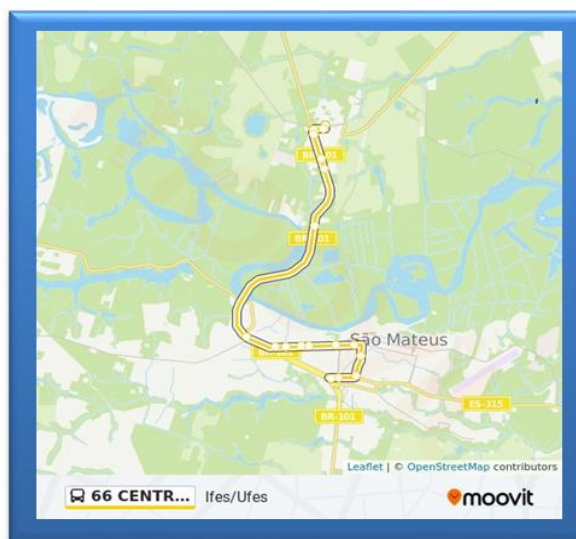 BR-101
BR-101
São Mateus
ES-315
BR-101
Leaflet | © OpenStreetMap contributors
66 CENTR... Ifes/Ufes moovit